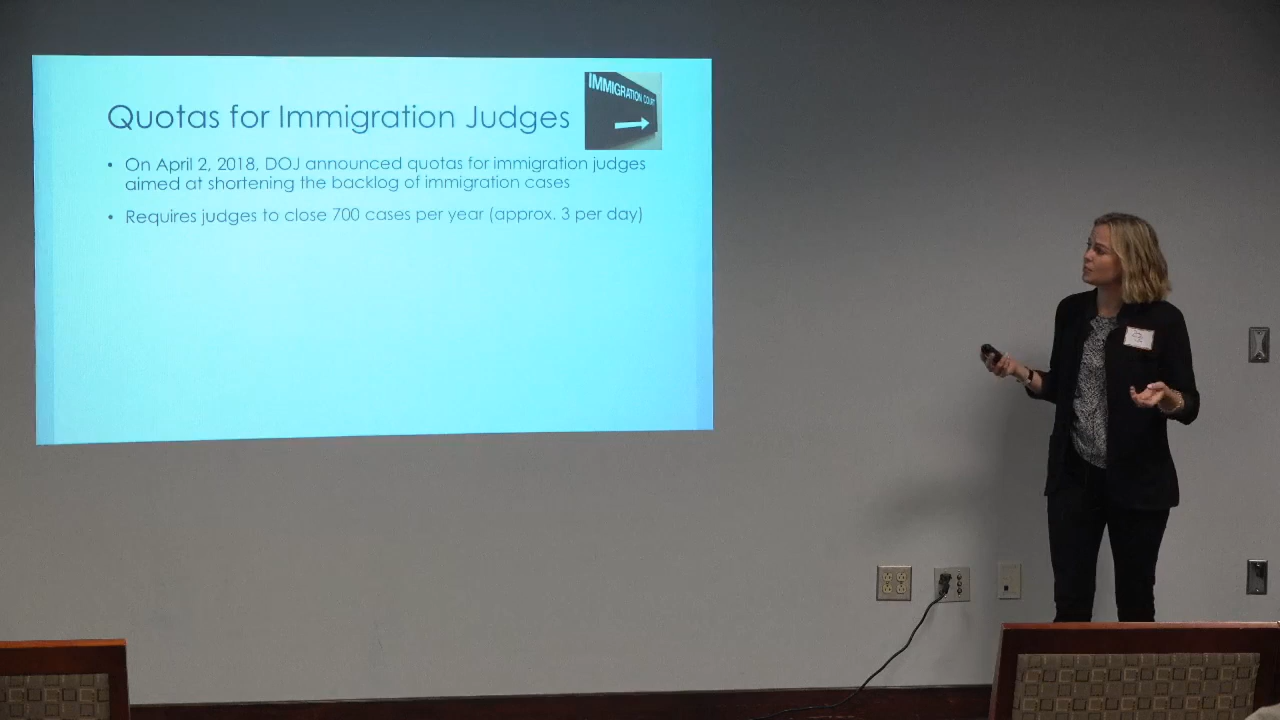 Quotas for Immigration Judges
IMMIGRATION COURT
• On April 2, 2018, DOJ announced quotas for immigration judges
aimed at shortening the backlog of immigration cases
• Requires judges to close 700 cases per year (approx. 3 per day)